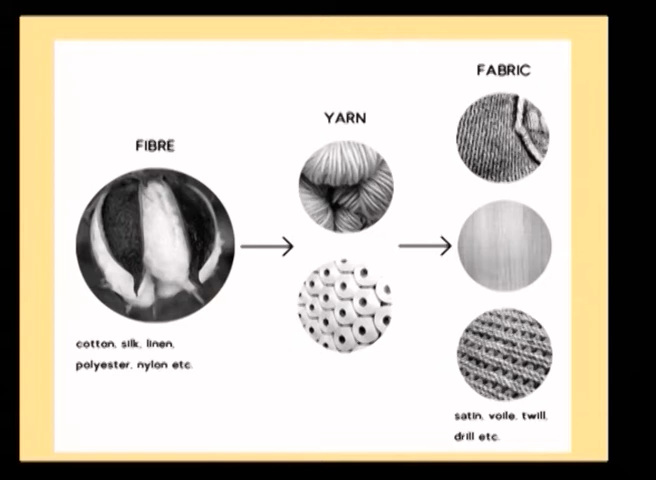 FABRIC
YARN
FIBRE
cotton, silk, linen,
polyester, nylon etc.
satin, voile, twill,
drill etc.